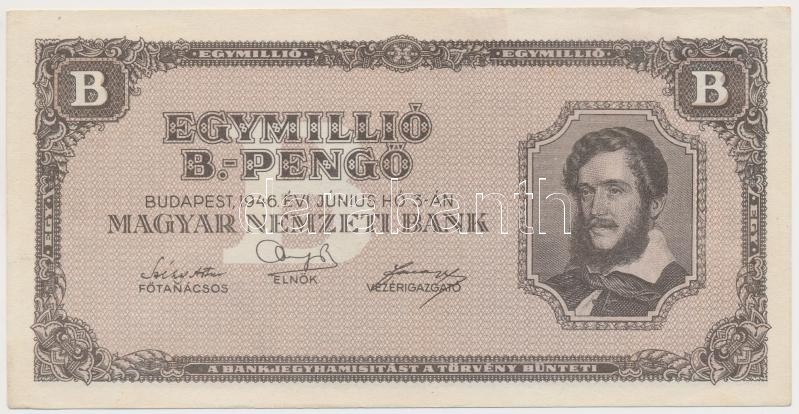 EGYMILLIÓ EGYMILLIÓ
B B
EGYMILLIÓ
B.-PENGŐ
BUDAPEST, 1946. ÉVI JÚNIUS HÓ 3-ÁN
MAGYAR NEMZETI BANK
B
FŐTANÁCSOS ELNÖK VEZÉRIGAZGATÓ
B B
A BANKJEGYHAMISÍTÁST A TÖRVÉNY BÜNTETI
darabanth